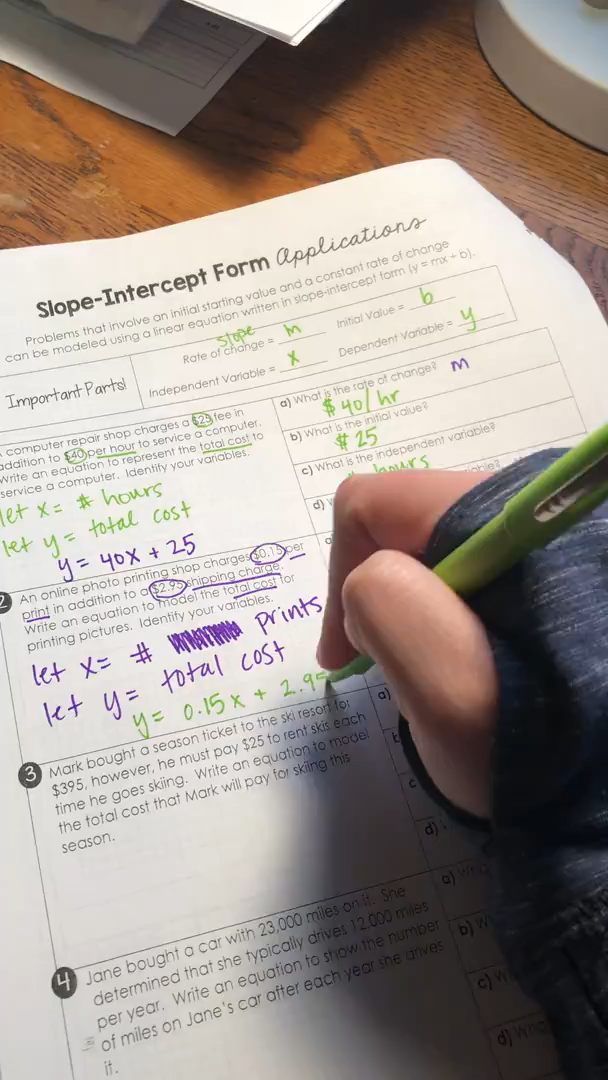 Slope-Intercept Form Applications
Problems that involve an initial starting value and a constant rate of change
can be modeled using a linear equation written in slope-intercept form (y = mx + b).
Important Parts!
slope
Rate of change = m
Initial Value = b
Independent Variable = x
Dependent Variable = y
computer repair shop charges a $25 fee in
addition to $40 per hour to service a computer.
Write an equation to represent the total cost to
service a computer. Identify your variables.
let x = # hours
let y = total cost
y = 40x + 25
a) What is the rate of change? m
$40/hr
b) What is the initial value?
$25
c) What is the independent variable?
hours
d)
2 An online photo printing shop charges $0.15 per
print in addition to a $2.95 shipping charge.
Write an equation to model the total cost for
printing pictures. Identify your variables.
let x = # prints
let y = total cost
y = 0.15x + 2.9
3 Mark bought a season ticket to the ski resort for
$395, however, he must pay $25 to rent skis each
time he goes skiing. Write an equation to model
the total cost that Mark will pay for skiing this
season.
a)
c
d)
4 Jane bought a car with 23,000 miles on it. She
determined that she typically drives 12,000 miles
per year. Write an equation to show the number
of miles on Jane's car after each year she drives
it.
a)
b) W
c) W
d)